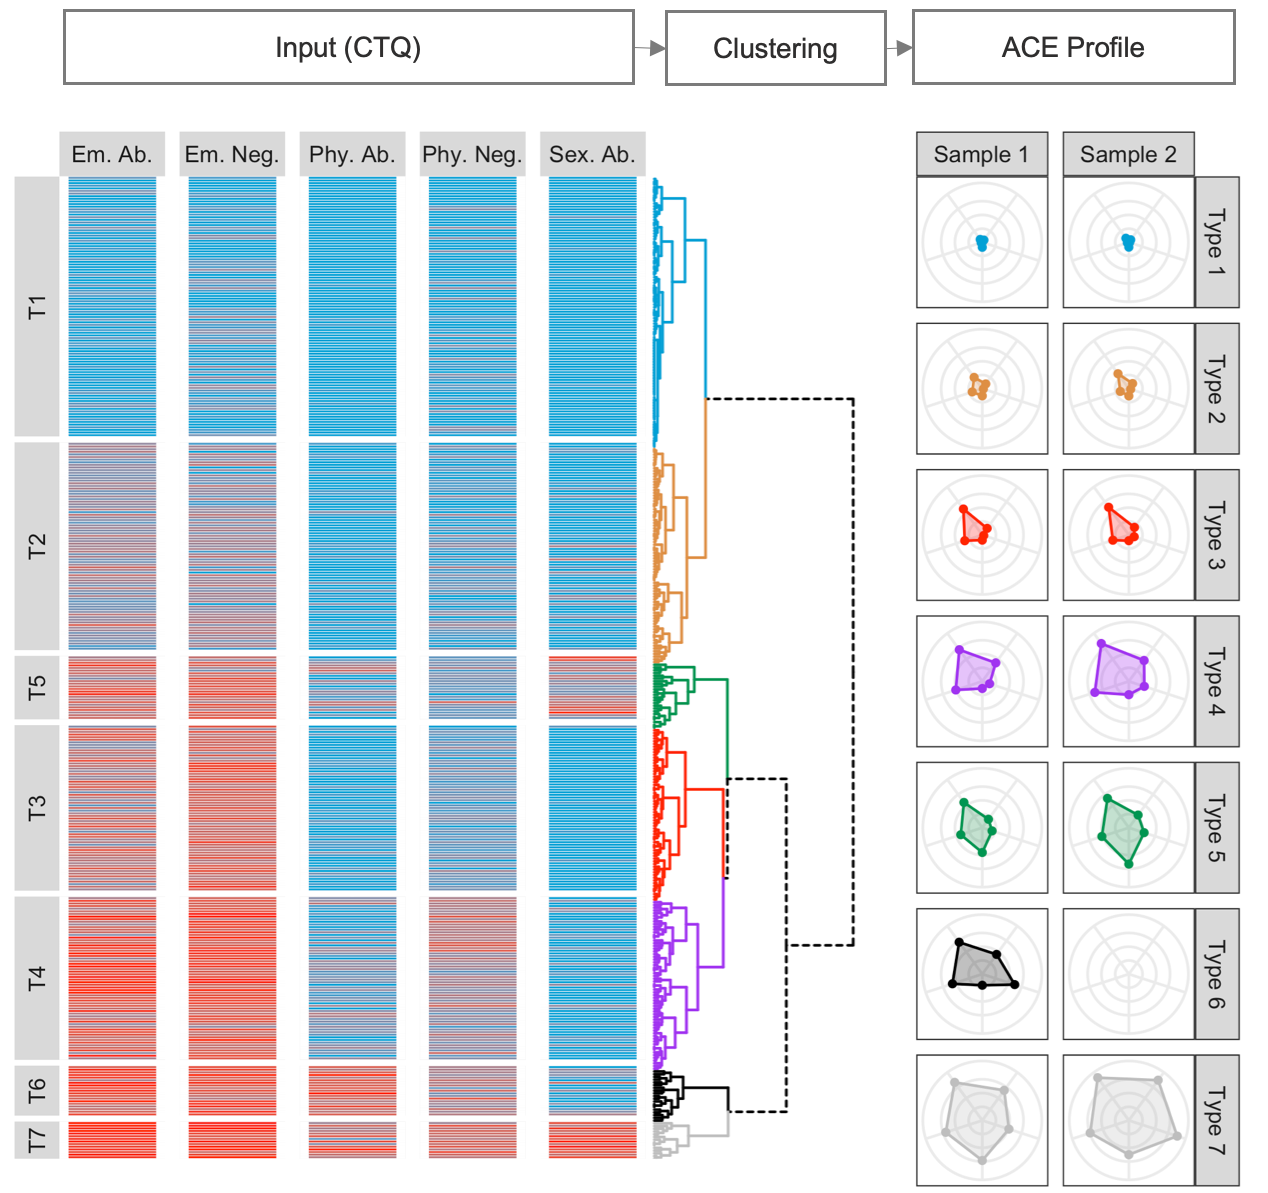 Input (CTQ)
Clustering
ACE Profile
Em. Ab.
Em. Neg.
Phy. Ab.
Phy. Neg.
Sex. Ab.
Sample 1
Sample 2
T1
T2
T5
T3
T4
T6
T7
Type 1
Type 2
Type 3
Type 4
Type 5
Type 6
Type 7